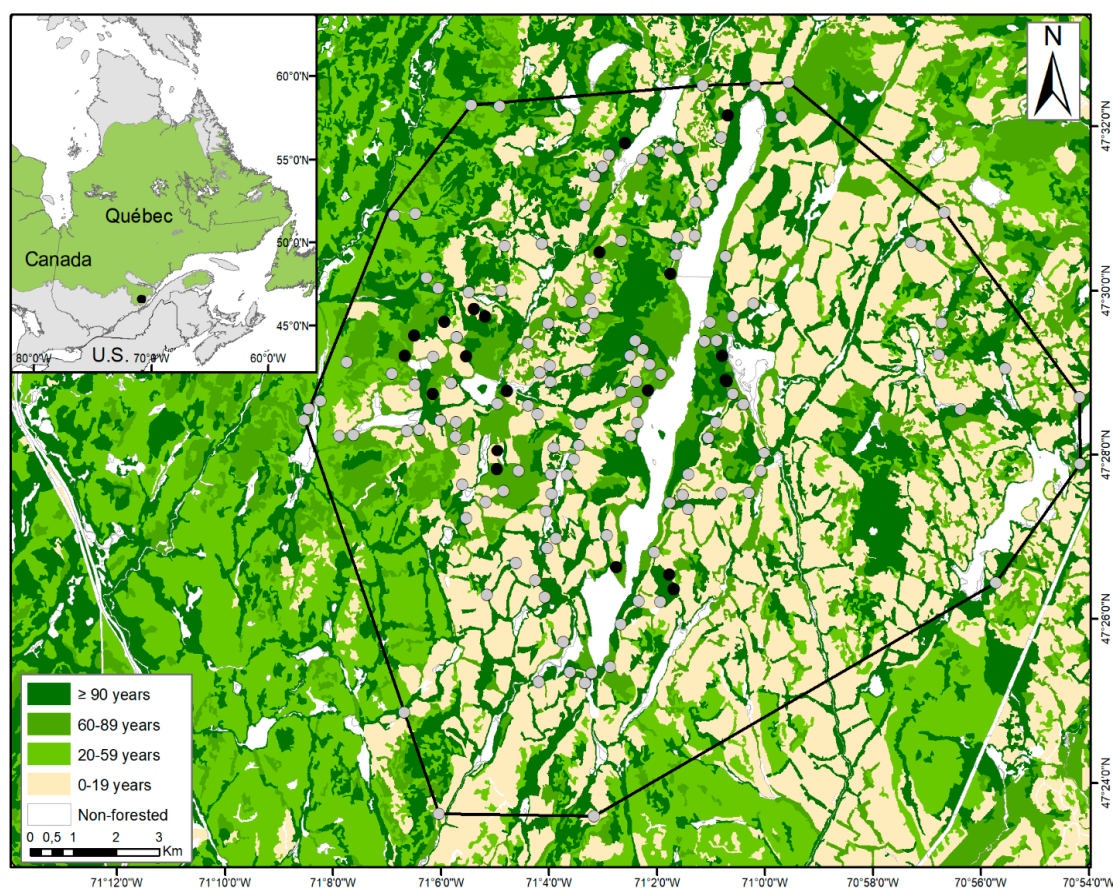 N
60°0'N
55°0'N
Québec
50°0'N
Canada
45°0'N
U.S.
80°0'W
70°0'W
60°0'W
47°32'0"N
47°30'0"N
47°28'0"N
47°26'0"N
47°24'0"N
≥ 90 years
60-89 years
20-59 years
0-19 years
Non-forested
0 0,5 1 2 3
Km
71°12'0"W 71°10'0"W 71°8'0"W 71°6'0"W 71°4'0"W 71°2'0"W 71°0'0"W 70°58'0"W 70°56'0"W 70°54'0"W